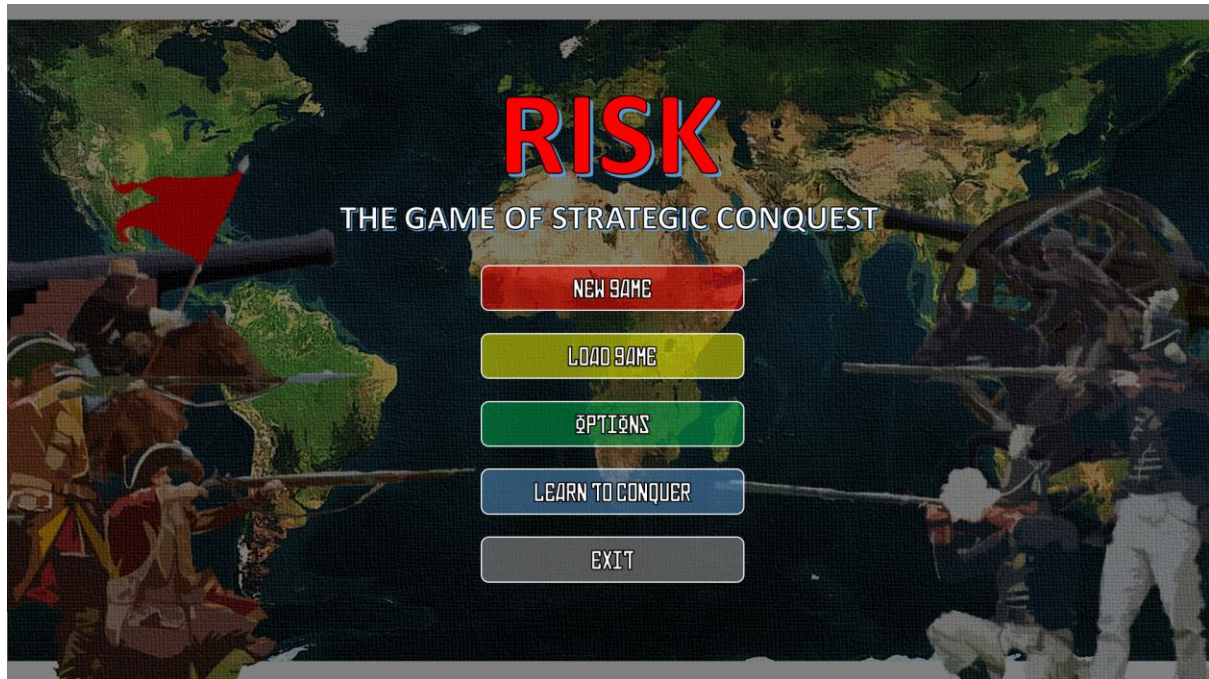 RISK
THE GAME OF STRATEGIC CONQUEST
NEW GAME
LOAD GAME
OPTIONS
LEARN TO CONQUER
EXIT